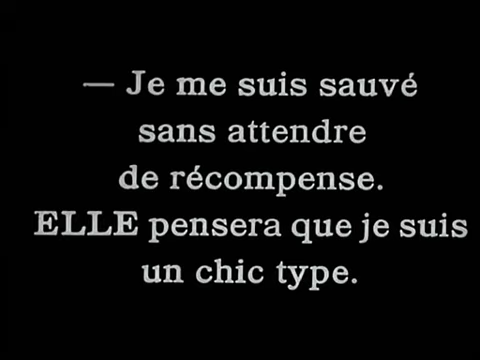 — Je me suis sauvé
sans attendre
de récompense.
ELLE pensera que je suis
un chic type.